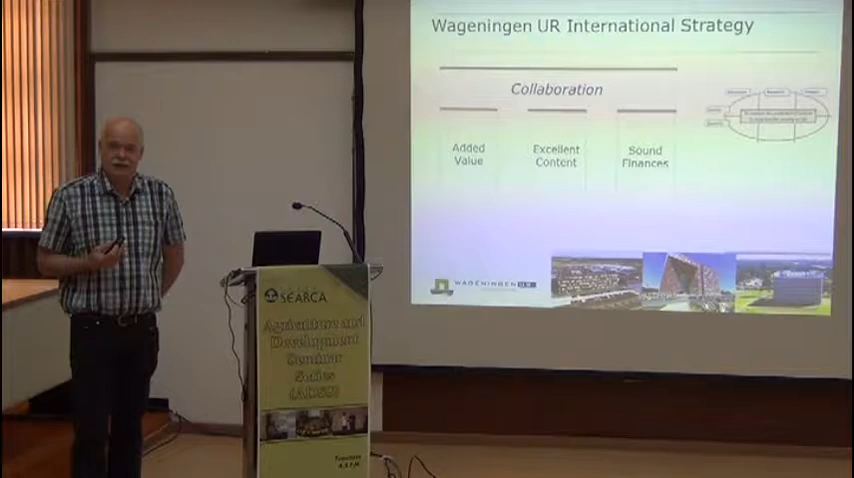 Wageningen UR International Strategy
Collaboration
Added
Value
Excellent
Content
Sound
Finances
WAGENINGEN UR
SEARCA
Agriculture and
Development
Seminar
Series
(ADSS)
Tuesdays